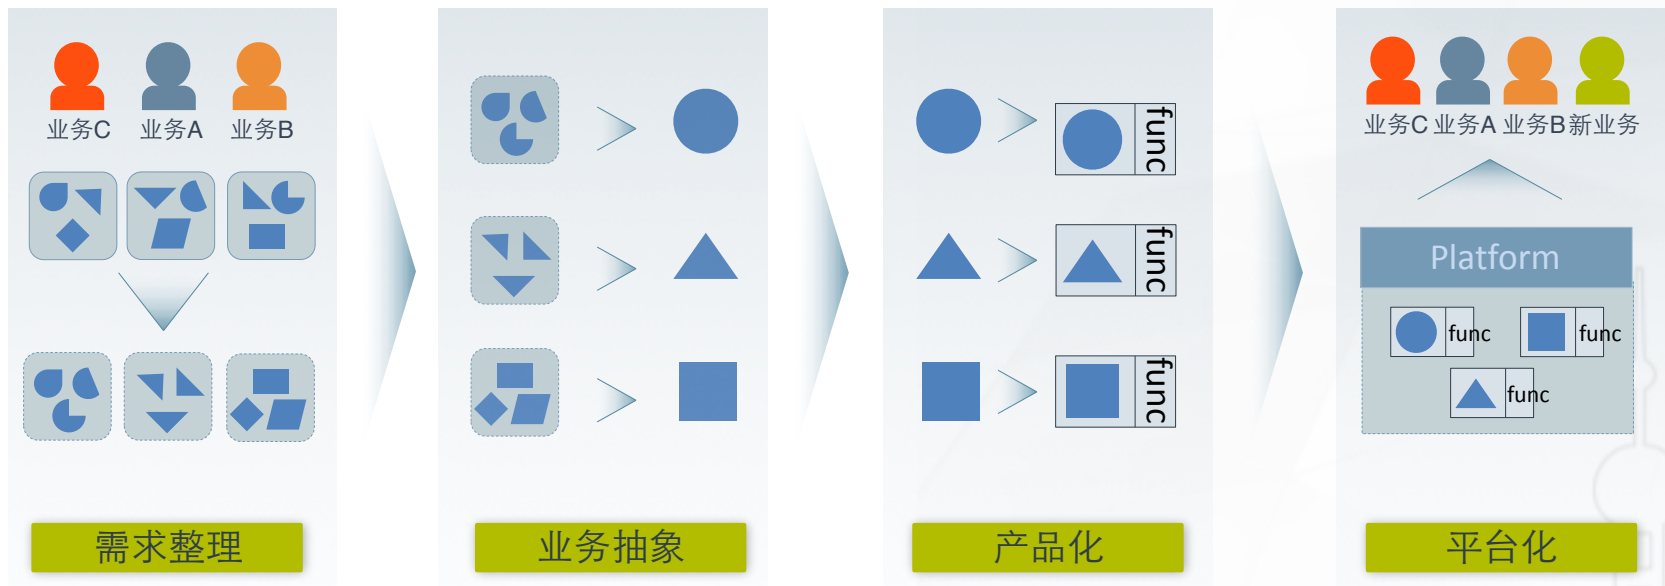 业务C 业务A 业务B
需求整理
业务抽象
func
func
func
产品化
业务C 业务A 业务B 新业务
Platform
func func
func
平台化